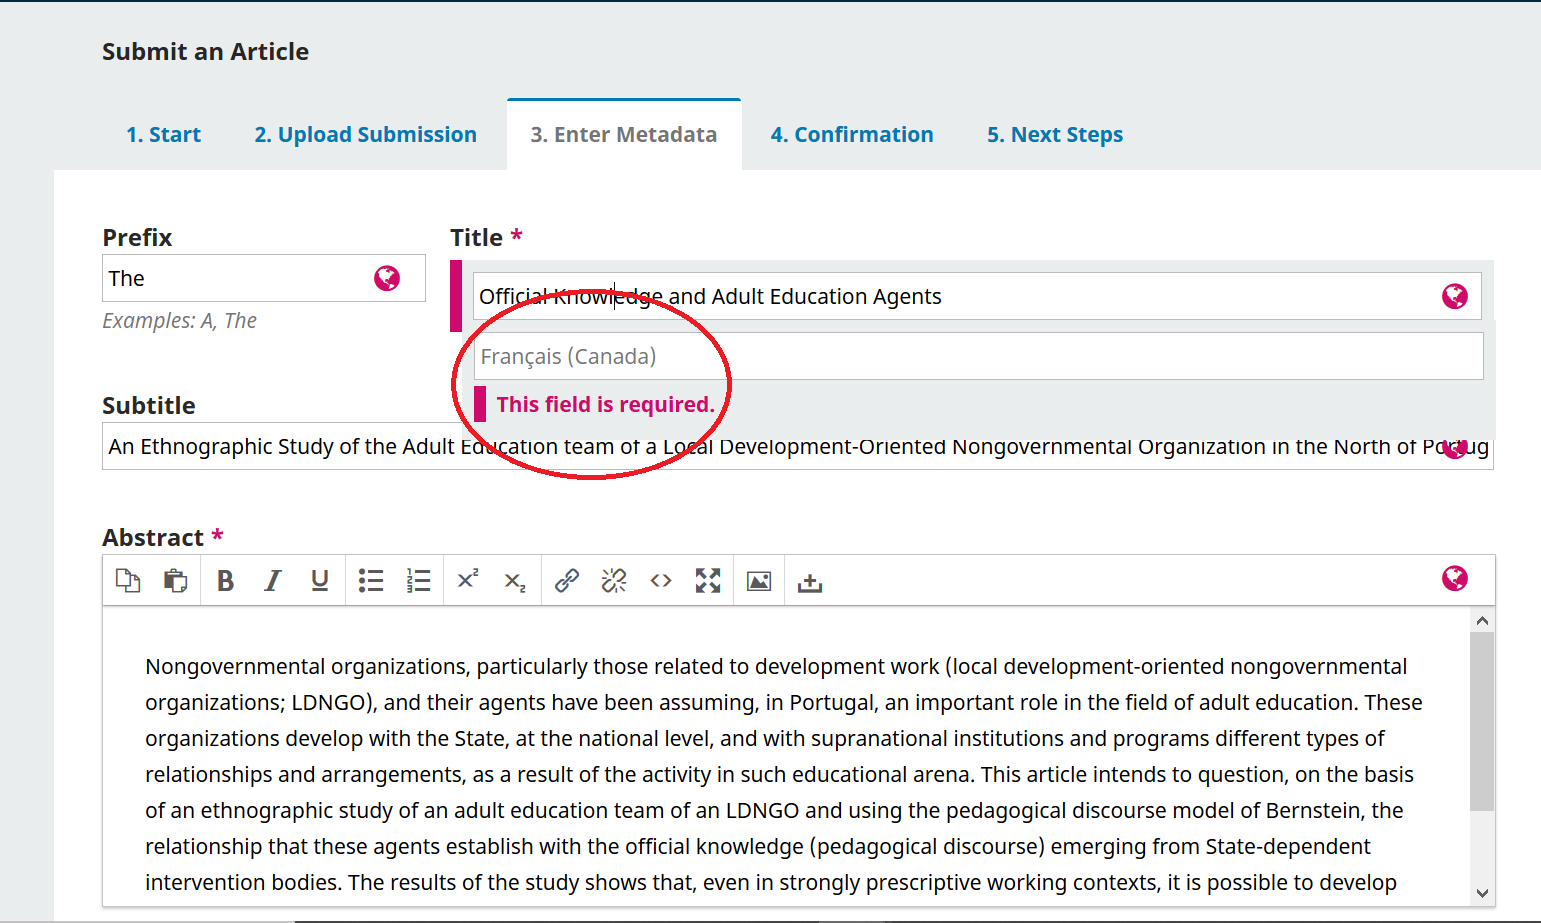 Submit an Article
1. Start
2. Upload Submission
3. Enter Metadata
4. Confirmation
5. Next Steps
Prefix
Title *
The
Official Knowledge and Adult Education Agents
Examples: A, The
Français (Canada)
This field is required.
Subtitle
An Ethnographic Study of the Adult Education team of a Local Development-Oriented Nongovernmental Organization in the North of Portug
Abstract *
Nongovernmental organizations, particularly those related to development work (local development-oriented nongovernmental
organizations; LDNGO), and their agents have been assuming, in Portugal, an important role in the field of adult education. These
organizations develop with the State, at the national level, and with supranational institutions and programs different types of
relationships and arrangements, as a result of the activity in such educational arena. This article intends to question, on the basis
of an ethnographic study of an adult education team of an LDNGO and using the pedagogical discourse model of Bernstein, the
relationship that these agents establish with the official knowledge (pedagogical discourse) emerging from State-dependent
intervention bodies. The results of the study shows that, even in strongly prescriptive working contexts, it is possible to develop